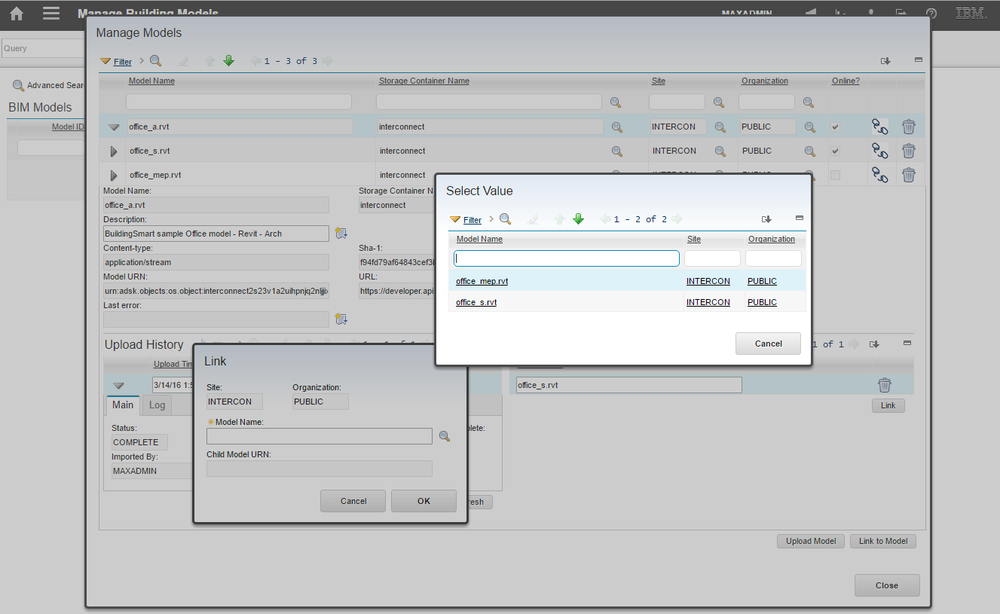 Manage Building Models MAXADMIN IBM.
Manage Models
Query
Filter 1 - 3 of 3
Advanced Sear
BIM Models
Model ID
Model Name Storage Container Name Site Organization Online?
office_a.rvt interconnect INTERCON PUBLIC
office_s.rvt interconnect INTERCON PUBLIC
office_mep.rvt interconnect
Model Name: Storage Container N
office_a.rvt interconnect
Description:
BuildingSmart sample Office model - Revit - Arch
Content-type: Sha-1:
application/stream f94fd79af64843cef3
Model URN: URL:
urn:adsk.objects:os.object:interconnect2s23v1a2uihpnjq2nljjix https://developer.api
Last error:
Select Value
Filter 1 - 2 of 2
Model Name Site Organization
office_mep.rvt INTERCON PUBLIC
office_s.rvt INTERCON PUBLIC
Cancel
Upload History 1 of 1
Upload Tim
3/14/16 1:5 office_s.rvt
Link
Main Log
Status: plete:
COMPLETE
Imported By:
MAXADMIN
resh
Link
Site: Organization:
INTERCON PUBLIC
Model Name:
Child Model URN:
Cancel OK
Upload Model Link to Model
Close